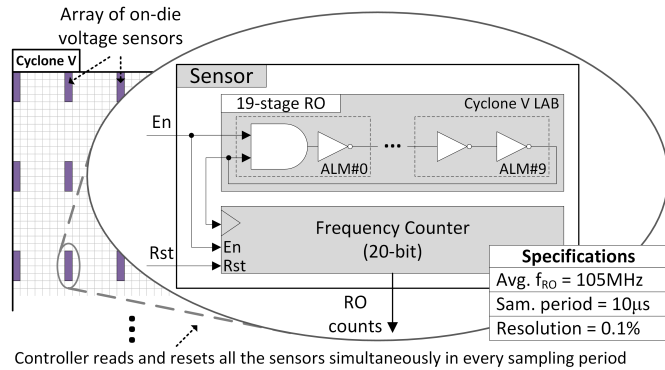 Array of on-die
voltage sensors
Cyclone V
Sensor
19-stage RO
Cyclone V LAB
En
ALM#0
ALM#9
Frequency Counter
(20-bit)
En
Rst
Rst
Specifications
Avg. fRO = 105MHz
Sam. period = 10µs
Resolution = 0.1%
RO
counts
Controller reads and resets all the sensors simultaneously in every sampling period